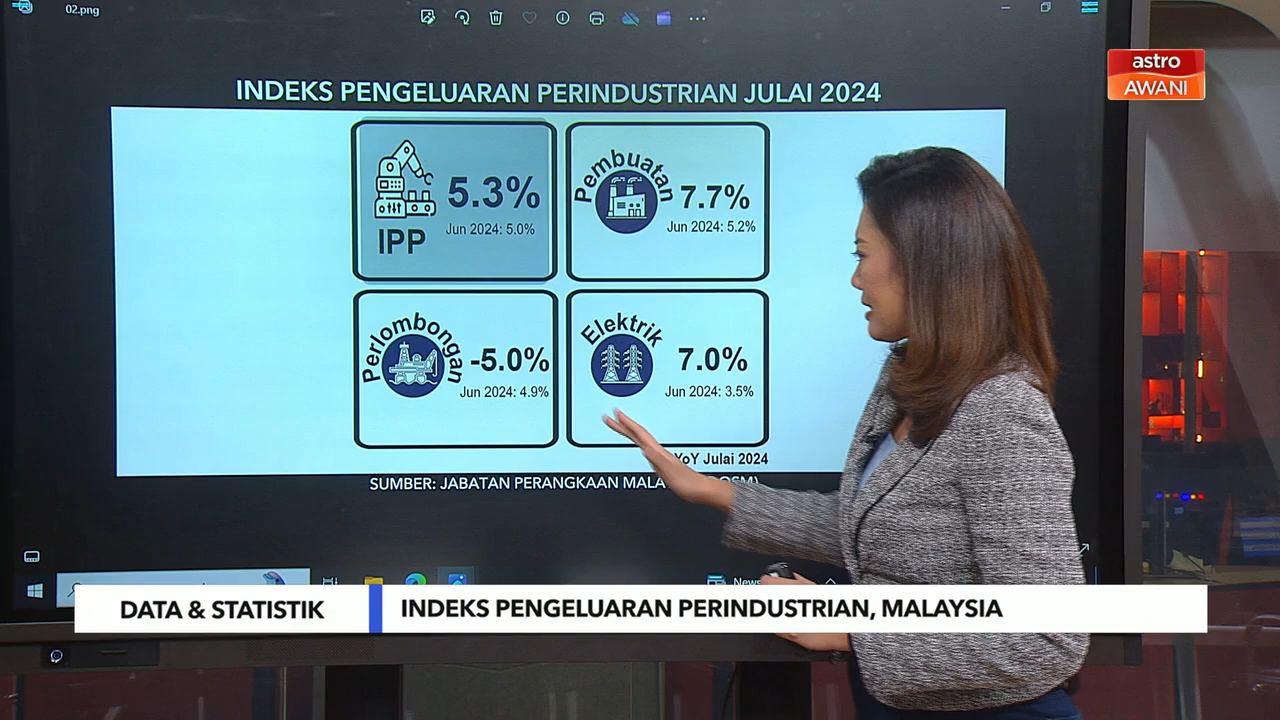 02.png
astro
AWANI
INDEKS PENGELUARAN PERINDUSTRIAN JULAI 2024
5.3%
Jun 2024: 5.0%
IPP
Pembuatan
7.7%
Jun 2024: 5.2%
Perlombongan
-5.0%
Jun 2024: 4.9%
Elektrik
7.0%
Jun 2024: 3.5%
YoY Julai 2024
SUMBER: JABATAN PERANGKAAN
News
DATA & STATISTIK
INDEKS PENGELUARAN PERINDUSTRIAN, MALAYSIA